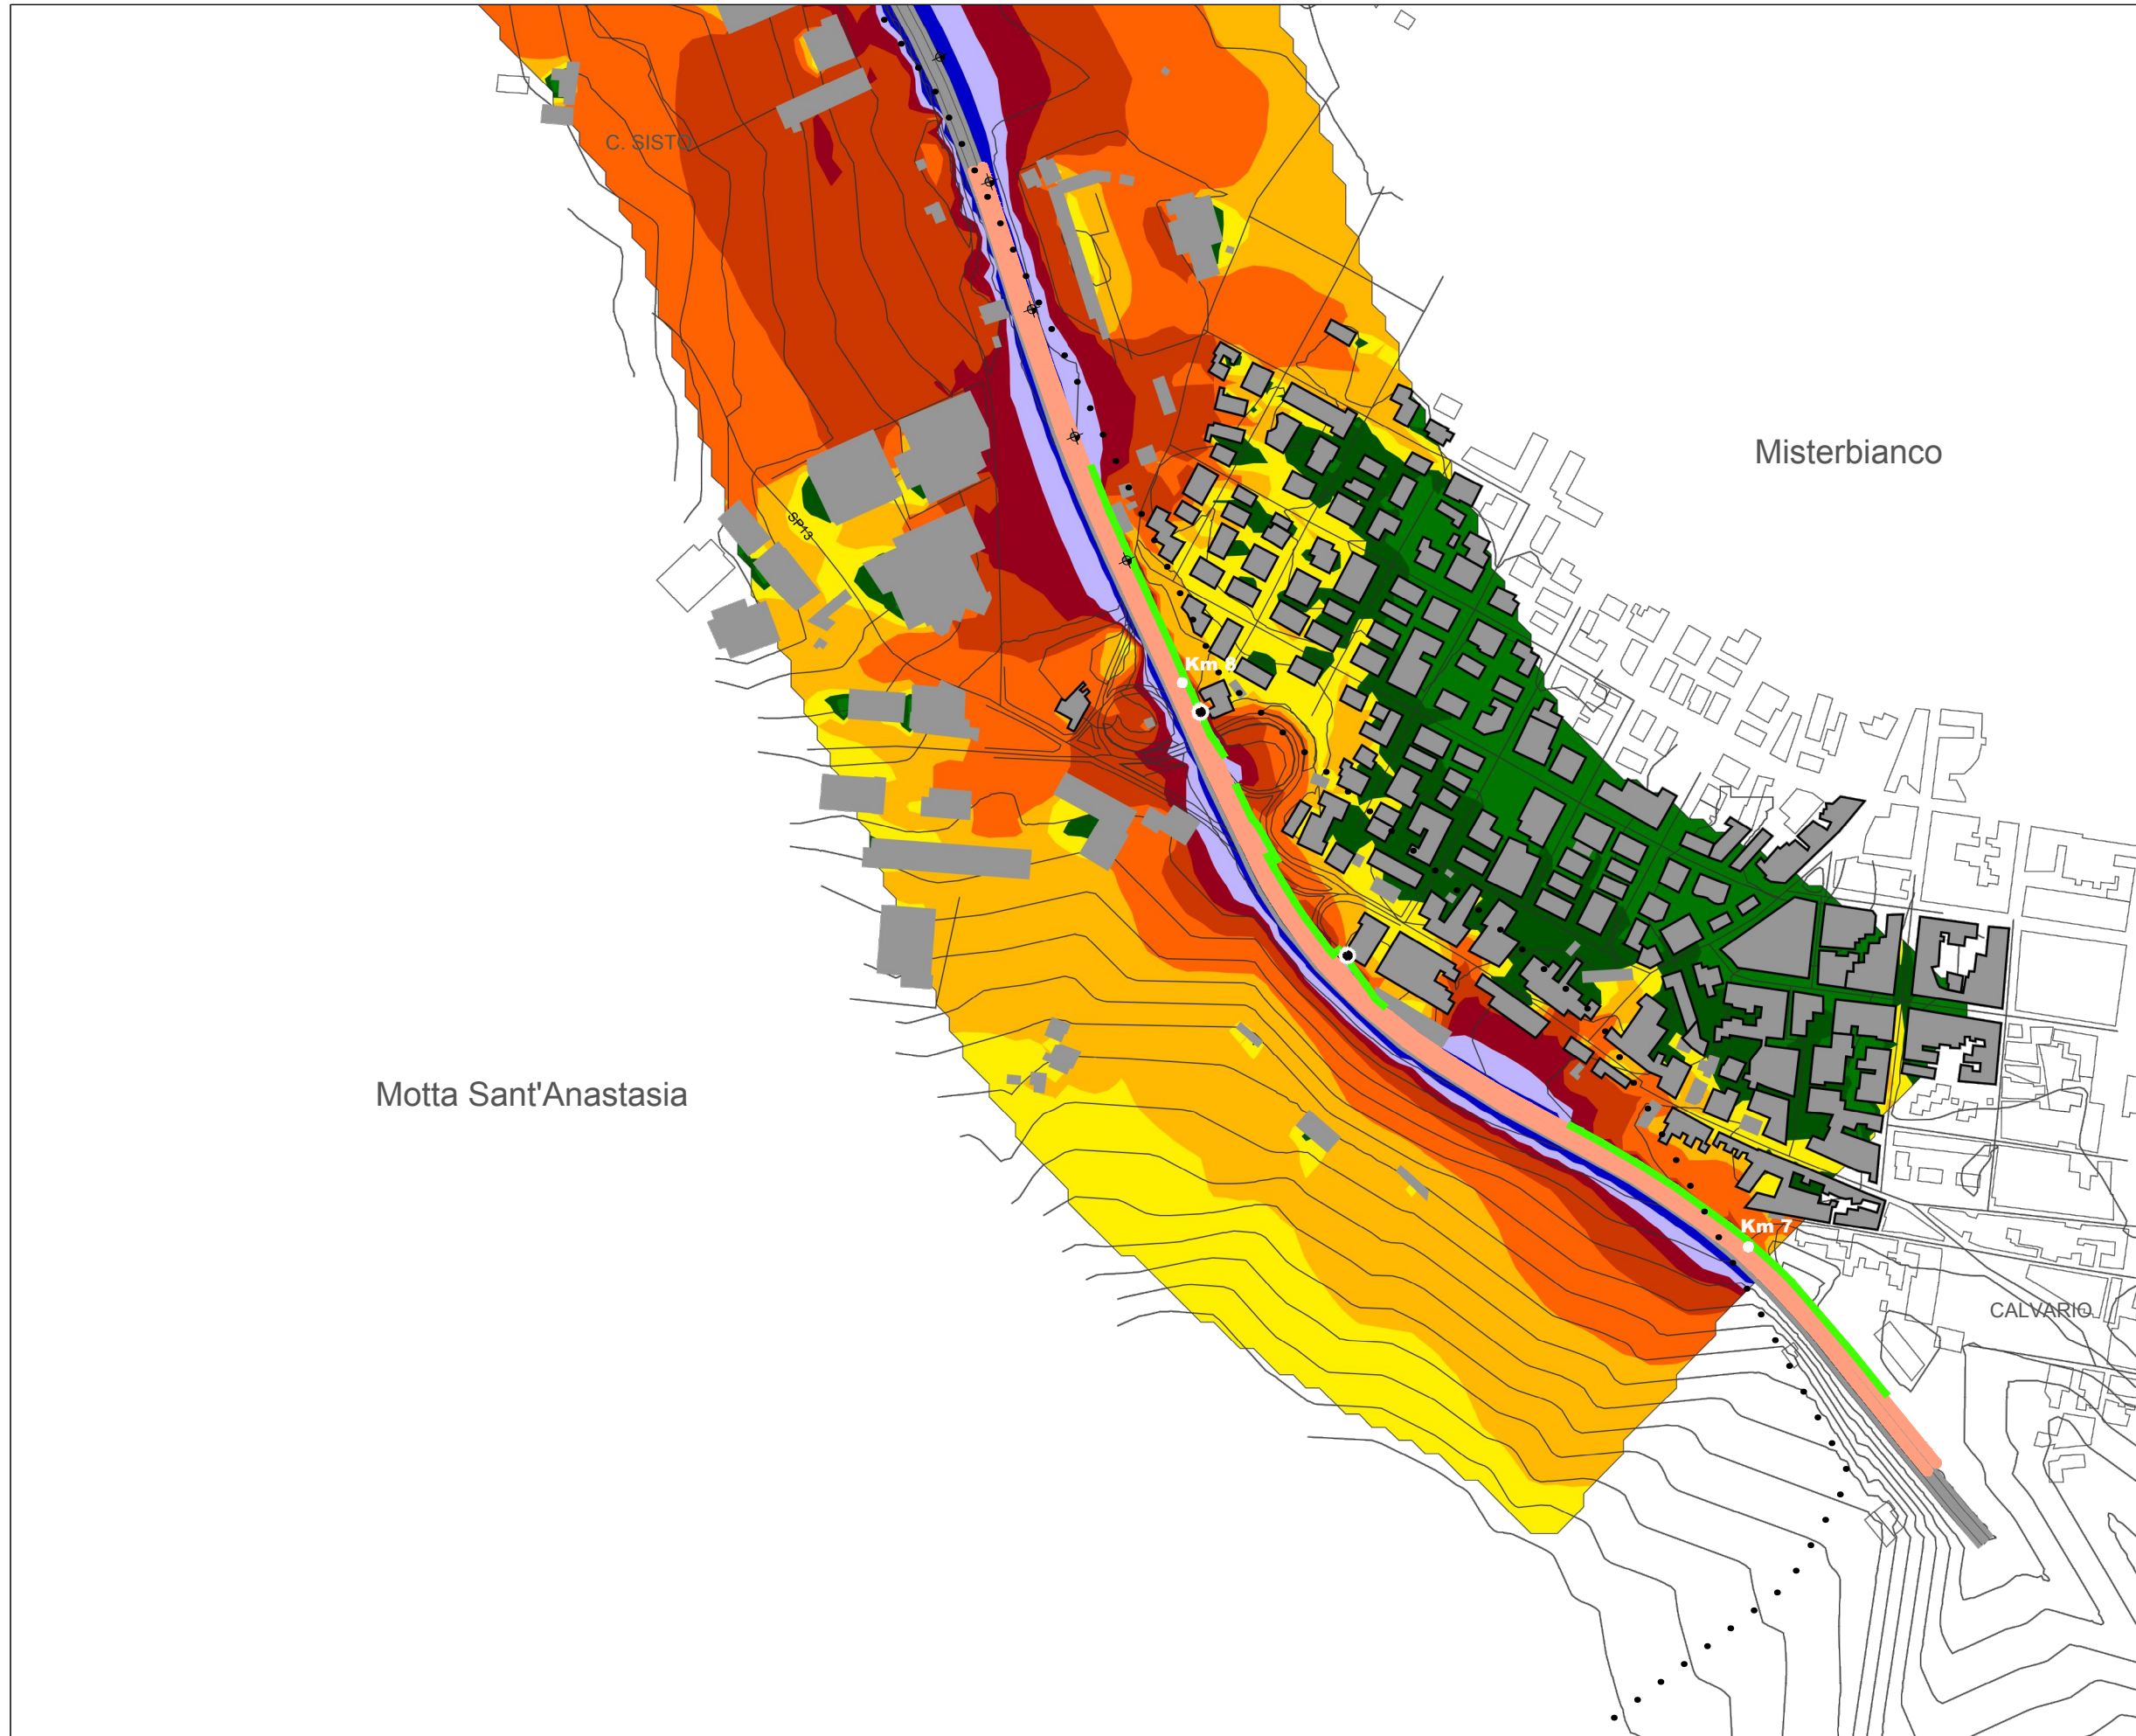 C. SISTO
Misterbianco
SP13
Km 8
Motta Sant'Anastasia
Km 7
CALVARIO